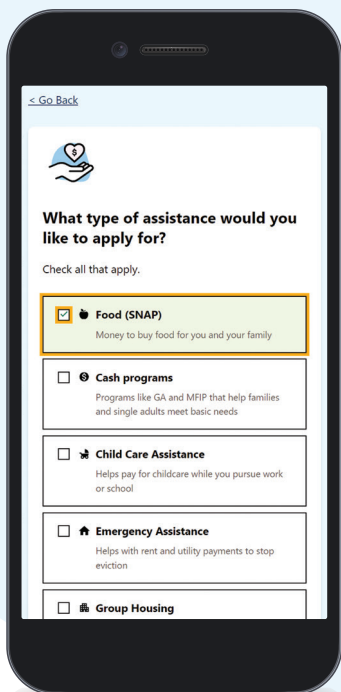 < Go Back
What type of assistance would you
like to apply for?
Check all that apply.
Food (SNAP)
Money to buy food for you and your family
Cash programs
Programs like GA and MFIP that help families
and single adults meet basic needs
Child Care Assistance
Helps pay for childcare while you pursue work
or school
Emergency Assistance
Helps with rent and utility payments to stop
eviction
Group Housing